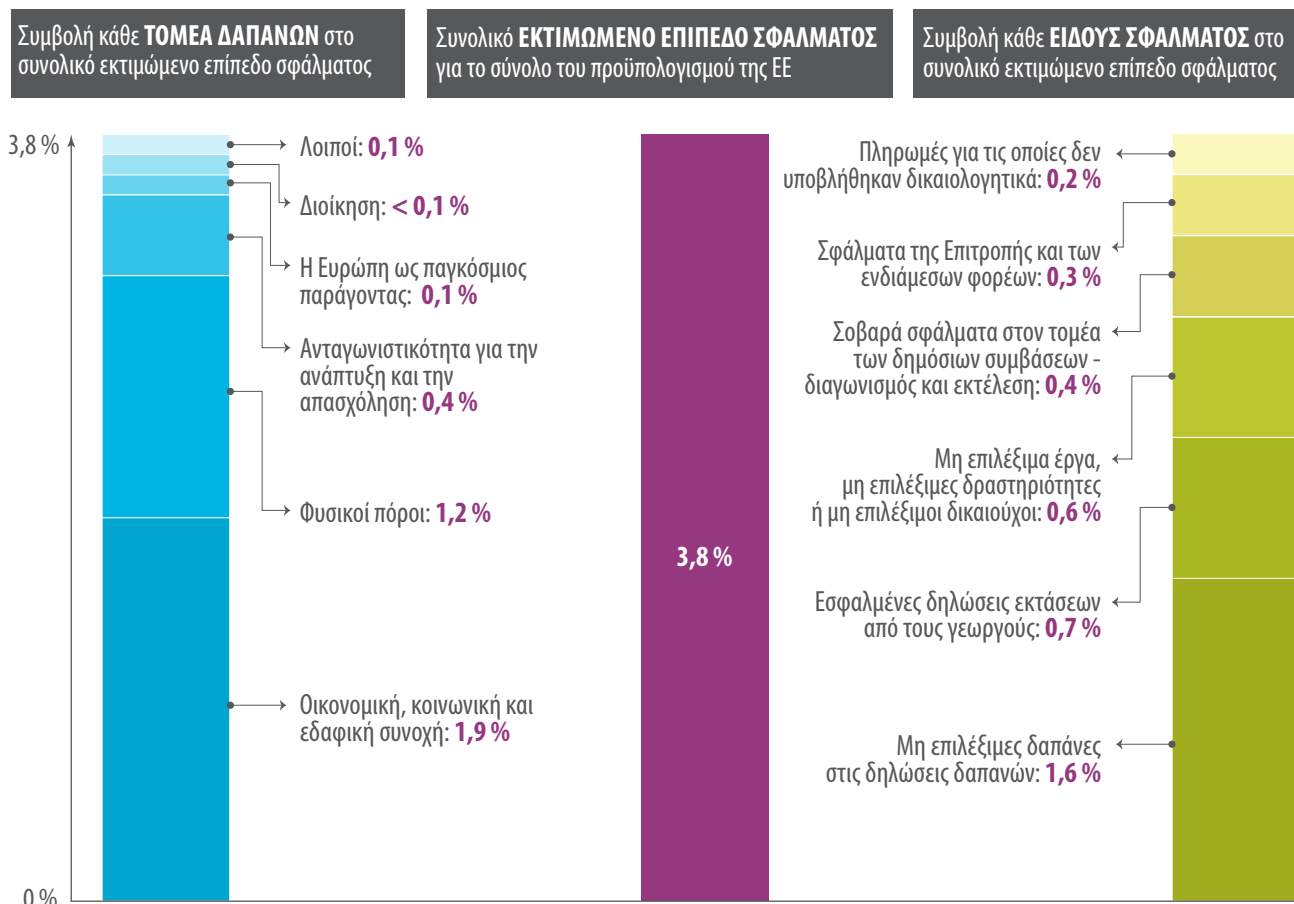 Συμβολή κάθε ΤΟΜΕΑ ΔΑΠΑΝΩΝ στο
συνολικό εκτιμώμενο επίπεδο σφάλματος
Συνολικό ΕΚΤΙΜΩΜΕΝΟ ΕΠΙΠΕΔΟ ΣΦΑΛΜΑΤΟΣ
για το σύνολο του προϋπολογισμού της ΕΕ
Συμβολή κάθε ΕΙΔΟΥΣ ΣΦΑΛΜΑΤΟΣ στο
συνολικό εκτιμώμενο επίπεδο σφάλματος
3,8 %
Λοιποί: 0,1 %
Διοίκηση: < 0,1 %
Η Ευρώπη ως παγκόσμιος
παράγοντας: 0,1 %
Ανταγωνιστικότητα για την
ανάπτυξη και την
απασχόληση: 0,4 %
Φυσικοί πόροι: 1,2 %
Οικονομική, κοινωνική και
εδαφική συνοχή: 1,9 %
0 %
3,8 %
Πληρωμές για τις οποίες δεν
υποβλήθηκαν δικαιολογητικά: 0,2 %
Σφάλματα της Επιτροπής και των
ενδιάμεσων φορέων: 0,3 %
Σοβαρά σφάλματα στον τομέα
των δημόσιων συμβάσεων -
διαγωνισμός και εκτέλεση: 0,4 %
Μη επιλέξιμα έργα,
μη επιλέξιμες δραστηριότητες
ή μη επιλέξιμοι δικαιούχοι: 0,6 %
Εσφαλμένες δηλώσεις εκτάσεων
από τους γεωργούς: 0,7 %
Μη επιλέξιμες δαπάνες
στις δηλώσεις δαπανών: 1,6 %